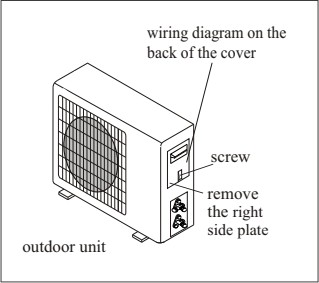 wiring diagram on the
back of the cover
screw
remove
the right
side plate
outdoor unit